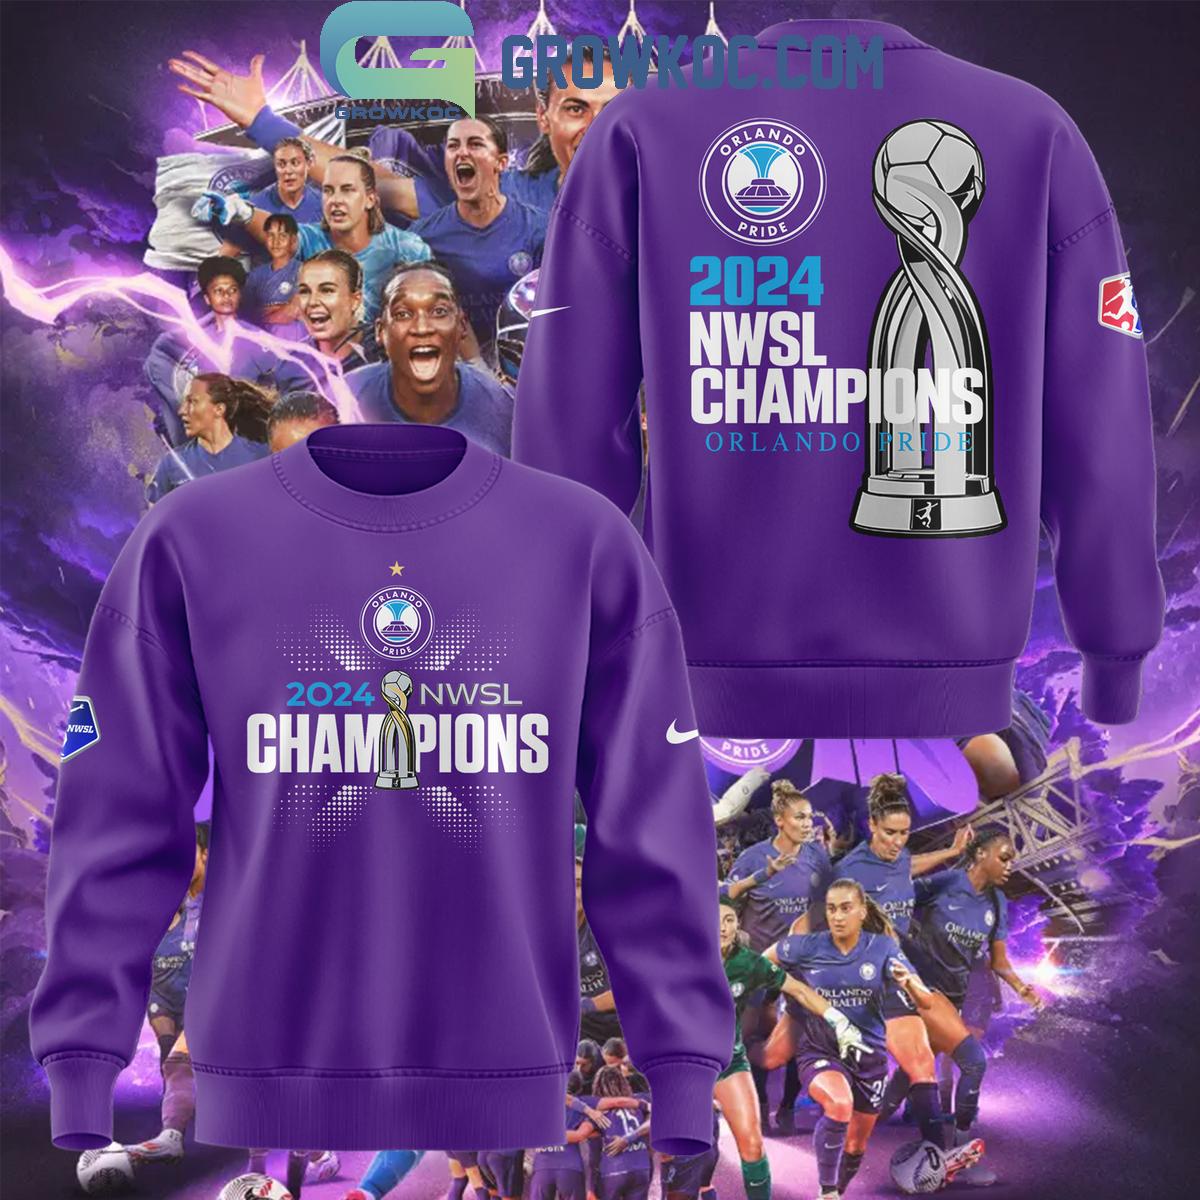 GROWKOC.COM
GROWKOC
ORLANDO
PRIDE
2024
NWSL
CHAMPIONS
ORLANDO PRIDE
ORLANDO
PRIDE
2024 NWSL
CHAMPIONS
NWSL
PRIDE
ORLANDO
HEALTH
ORLANDO
HEALTH
15